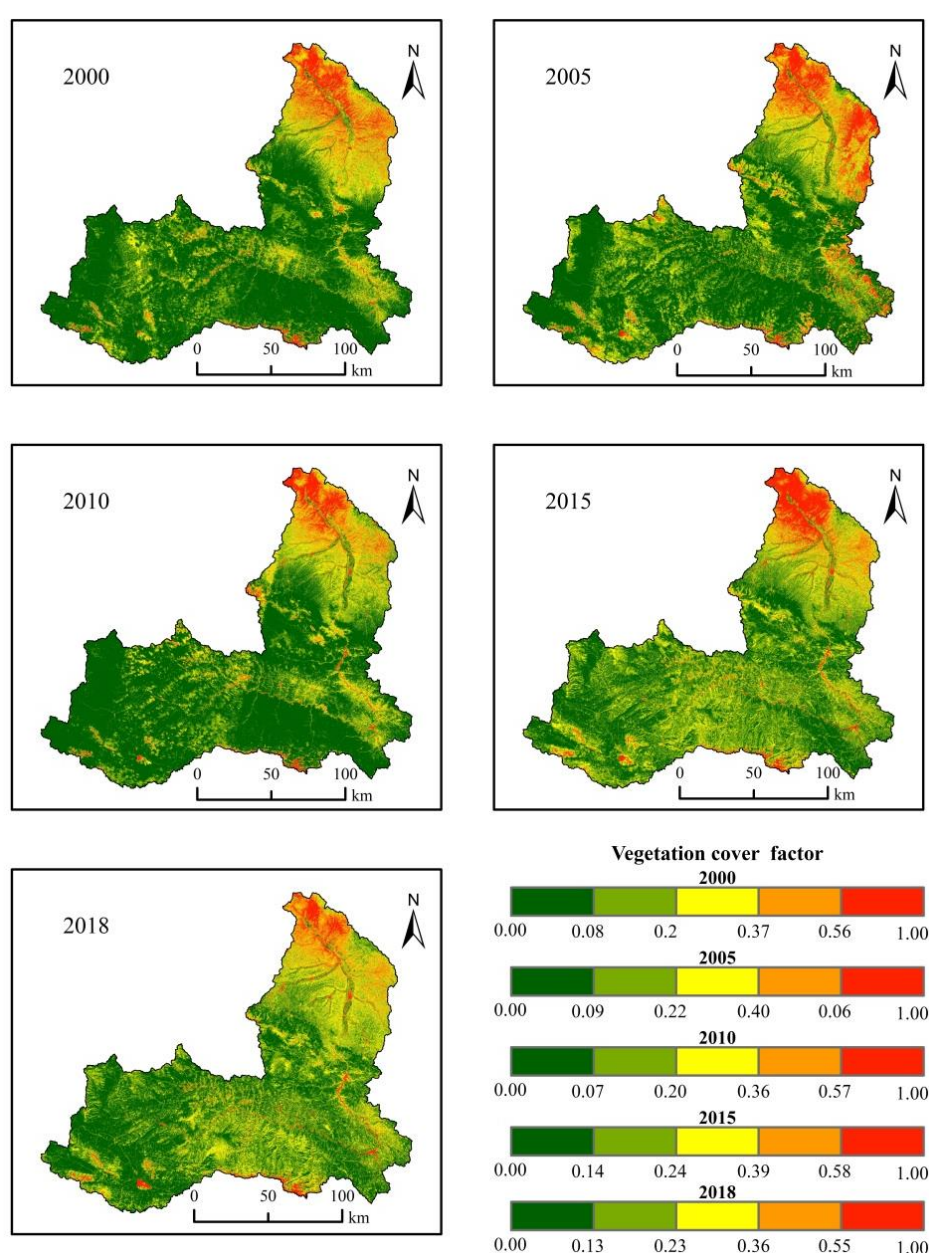 2000
N
0 50 100
km
2005
N
0 50 100
km
2010
N
0 50 100
km
2015
N
0 50 100
km
2018
N
0 50 100
km
Vegetation cover factor
2000
0.00 0.08 0.2 0.37 0.56 1.00
2005
0.00 0.09 0.22 0.40 0.06 1.00
2010
0.00 0.07 0.20 0.36 0.57 1.00
2015
0.00 0.14 0.24 0.39 0.58 1.00
2018
0.00 0.13 0.23 0.36 0.55 1.00